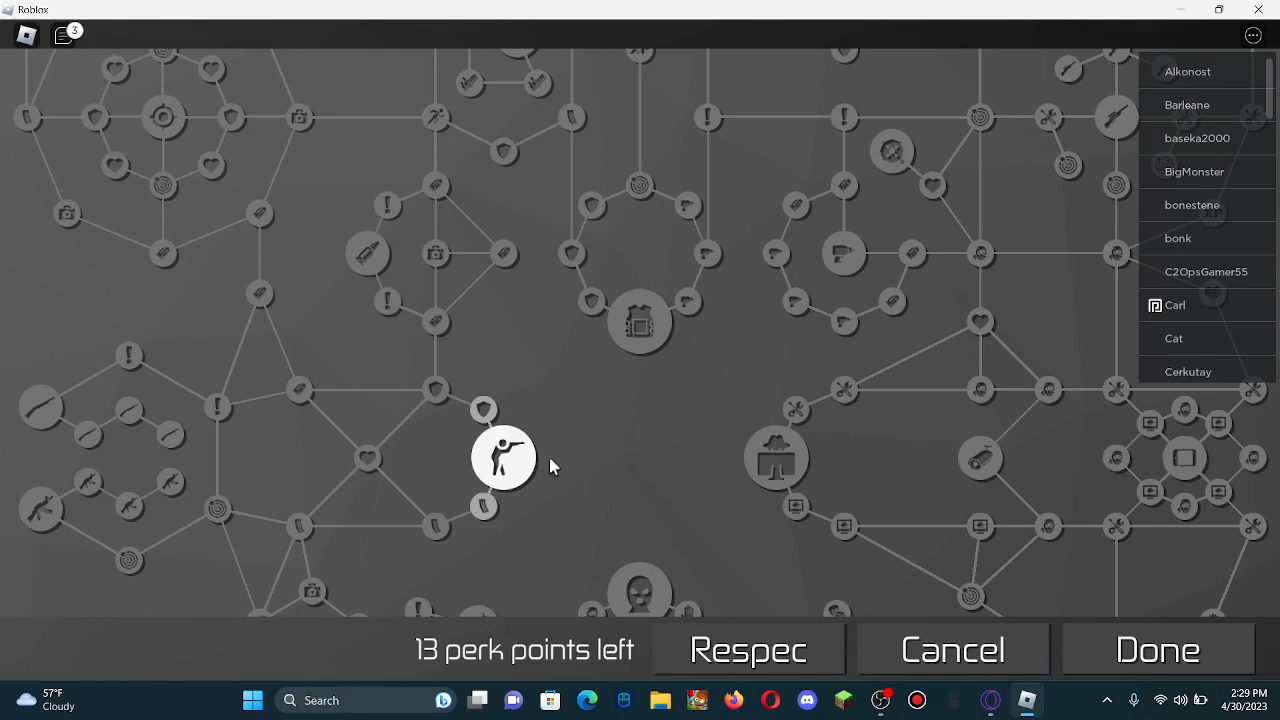 Roblox
3
Alkonost
Barleane
baseka2000
BigMonster
bonestene
bonk
C2OpsGamer55
Carl
Cat
Cerkutay
13 perk points left
Respec
Cancel
Done
57°F
Cloudy
Search
2:29 PM
4/30/2023